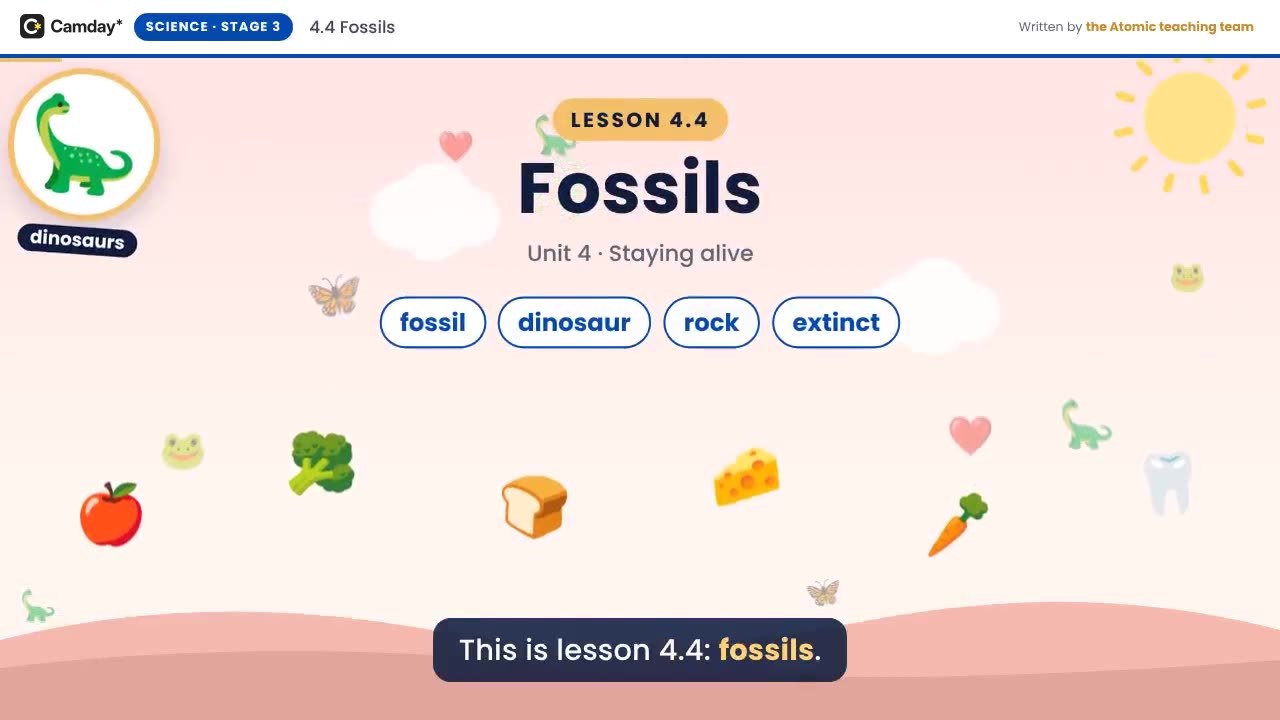 Camday*
SCIENCE · STAGE 3
4.4 Fossils
Written by the Atomic teaching team
dinosaurs
LESSON 4.4
Fossils
Unit 4 · Staying alive
fossil
dinosaur
rock
extinct
This is lesson 4.4: fossils.